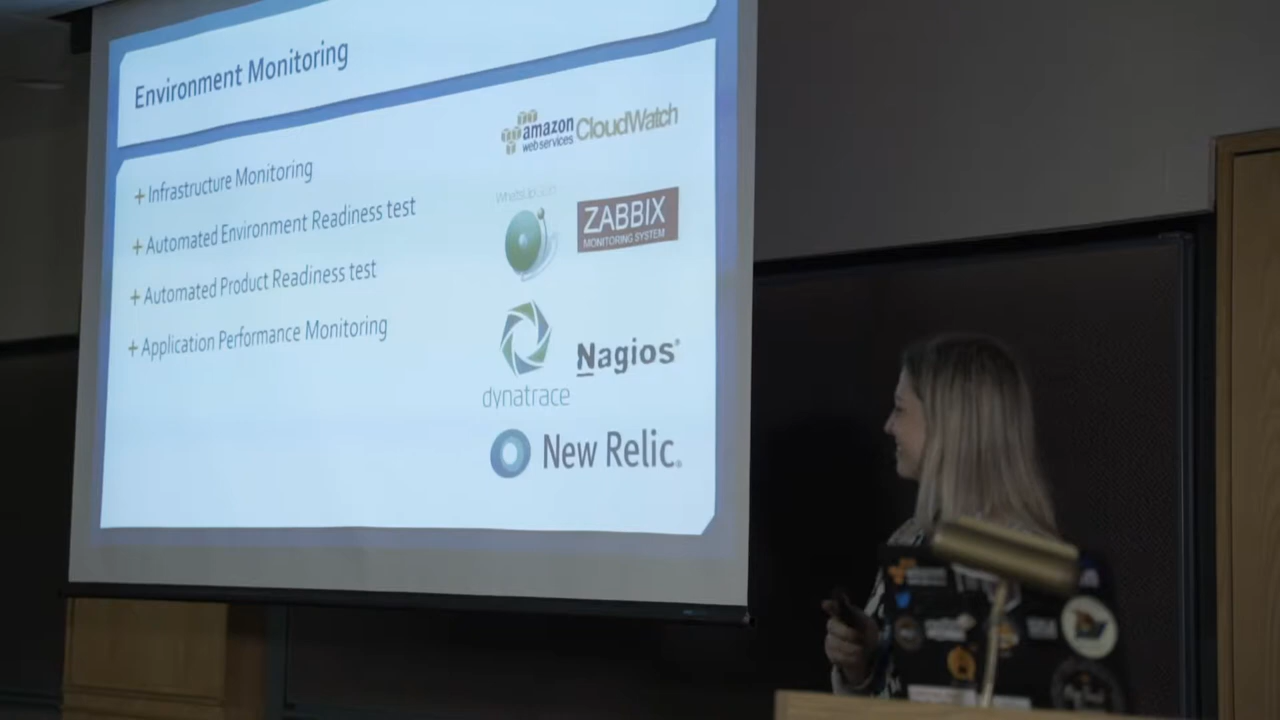 Environment Monitoring
+ Infrastructure Monitoring
+ Automated Environment Readiness test
+ Automated Product Readiness test
+ Application Performance Monitoring
amazon
web services
CloudWatch
WhatsUpGold
ZABBIX
MONITORING SYSTEM
dynatrace
Nagios®
New Relic®